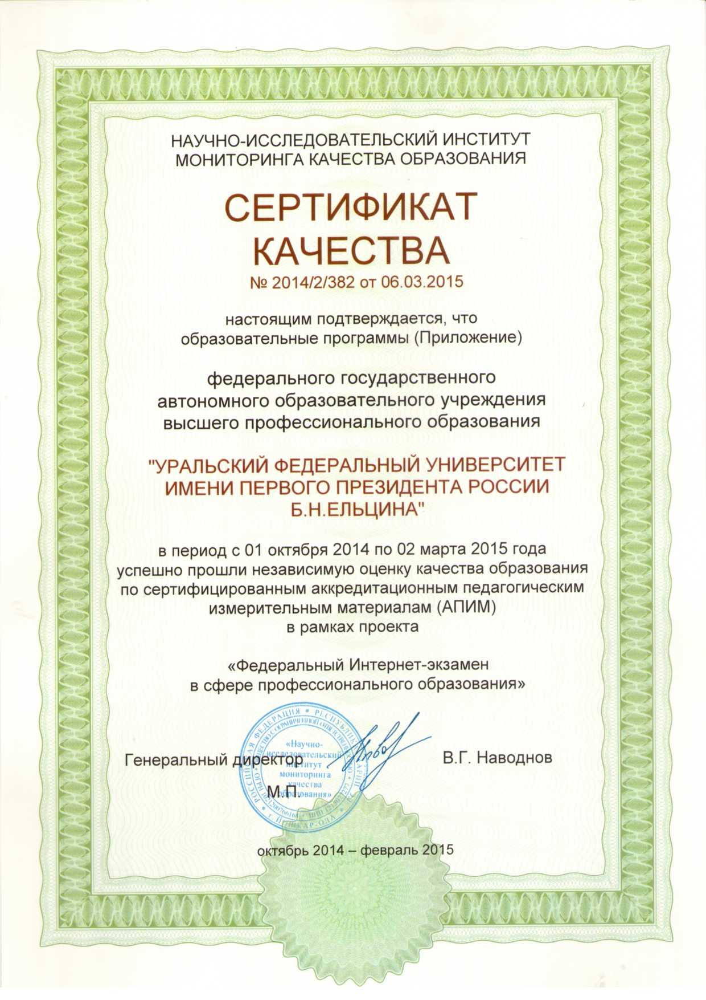 НАУЧНО-ИССЛЕДОВАТЕЛЬСКИЙ ИНСТИТУТ
МОНИТОРИНГА КАЧЕСТВА ОБРАЗОВАНИЯ
СЕРТИФИКАТ
КАЧЕСТВА
№ 2014/2/382 от 06.03.2015
настоящим подтверждается, что
образовательные программы (Приложение)
федерального государственного
автономного образовательного учреждения
высшего профессионального образования
"УРАЛЬСКИЙ ФЕДЕРАЛЬНЫЙ УНИВЕРСИТЕТ
ИМЕНИ ПЕРВОГО ПРЕЗИДЕНТА РОССИИ
Б.Н.ЕЛЬЦИНА"
в период с 01 октября 2014 по 02 марта 2015 года
успешно прошли независимую оценку качества образования
по сертифицированным аккредитационным педагогическим
измерительным материалам (АПИМ)
в рамках проекта
«Федеральный Интернет-экзамен
в сфере профессионального образования»
Генеральный директор
В.Г. Наводнов
М.П.
РОССИЙСКАЯ ФЕДЕРАЦИЯ
г. ЙОШКАР-ОЛА
«Научно-
исследовательский
институт
мониторинга
качества
образования»
октябрь 2014 – февраль 2015